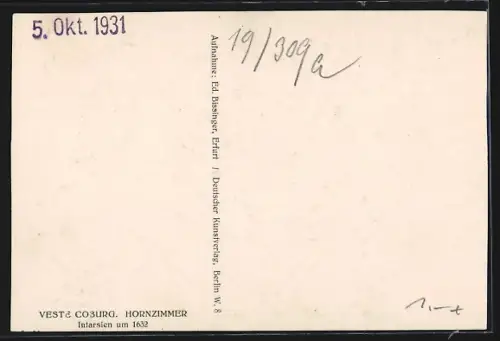 5. Okt. 1931
19/309a
Aufnahme: Ed. Bissinger, Erfurt / Deutscher Kunstverlag, Berlin W. 8
VESTE COBURG. HORNZIMMER
Intarsien um 1632
1,-